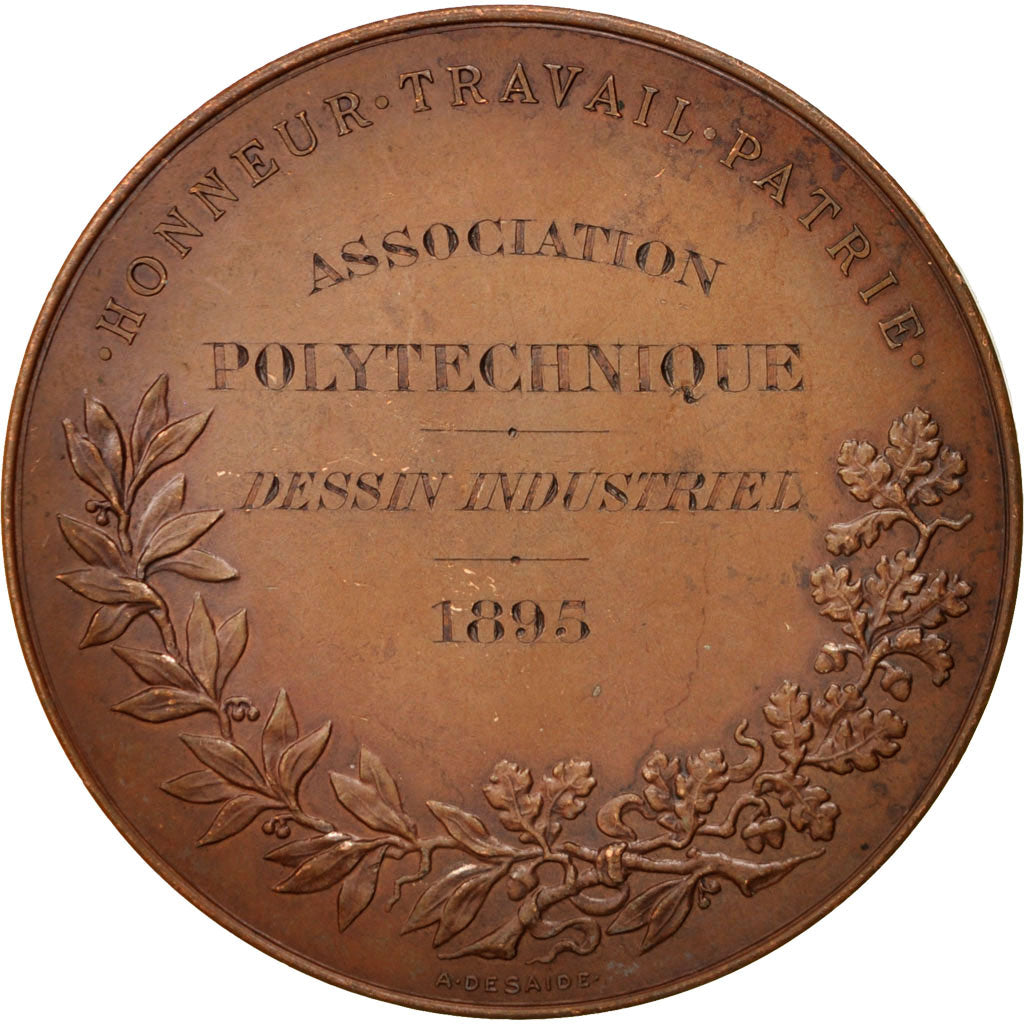 ·HONNEUR·TRAVAIL·PATRIE·
ASSOCIATION
POLYTECHNIQUE
DESSIN INDUSTRIEL
1895
A·DESAIDE·